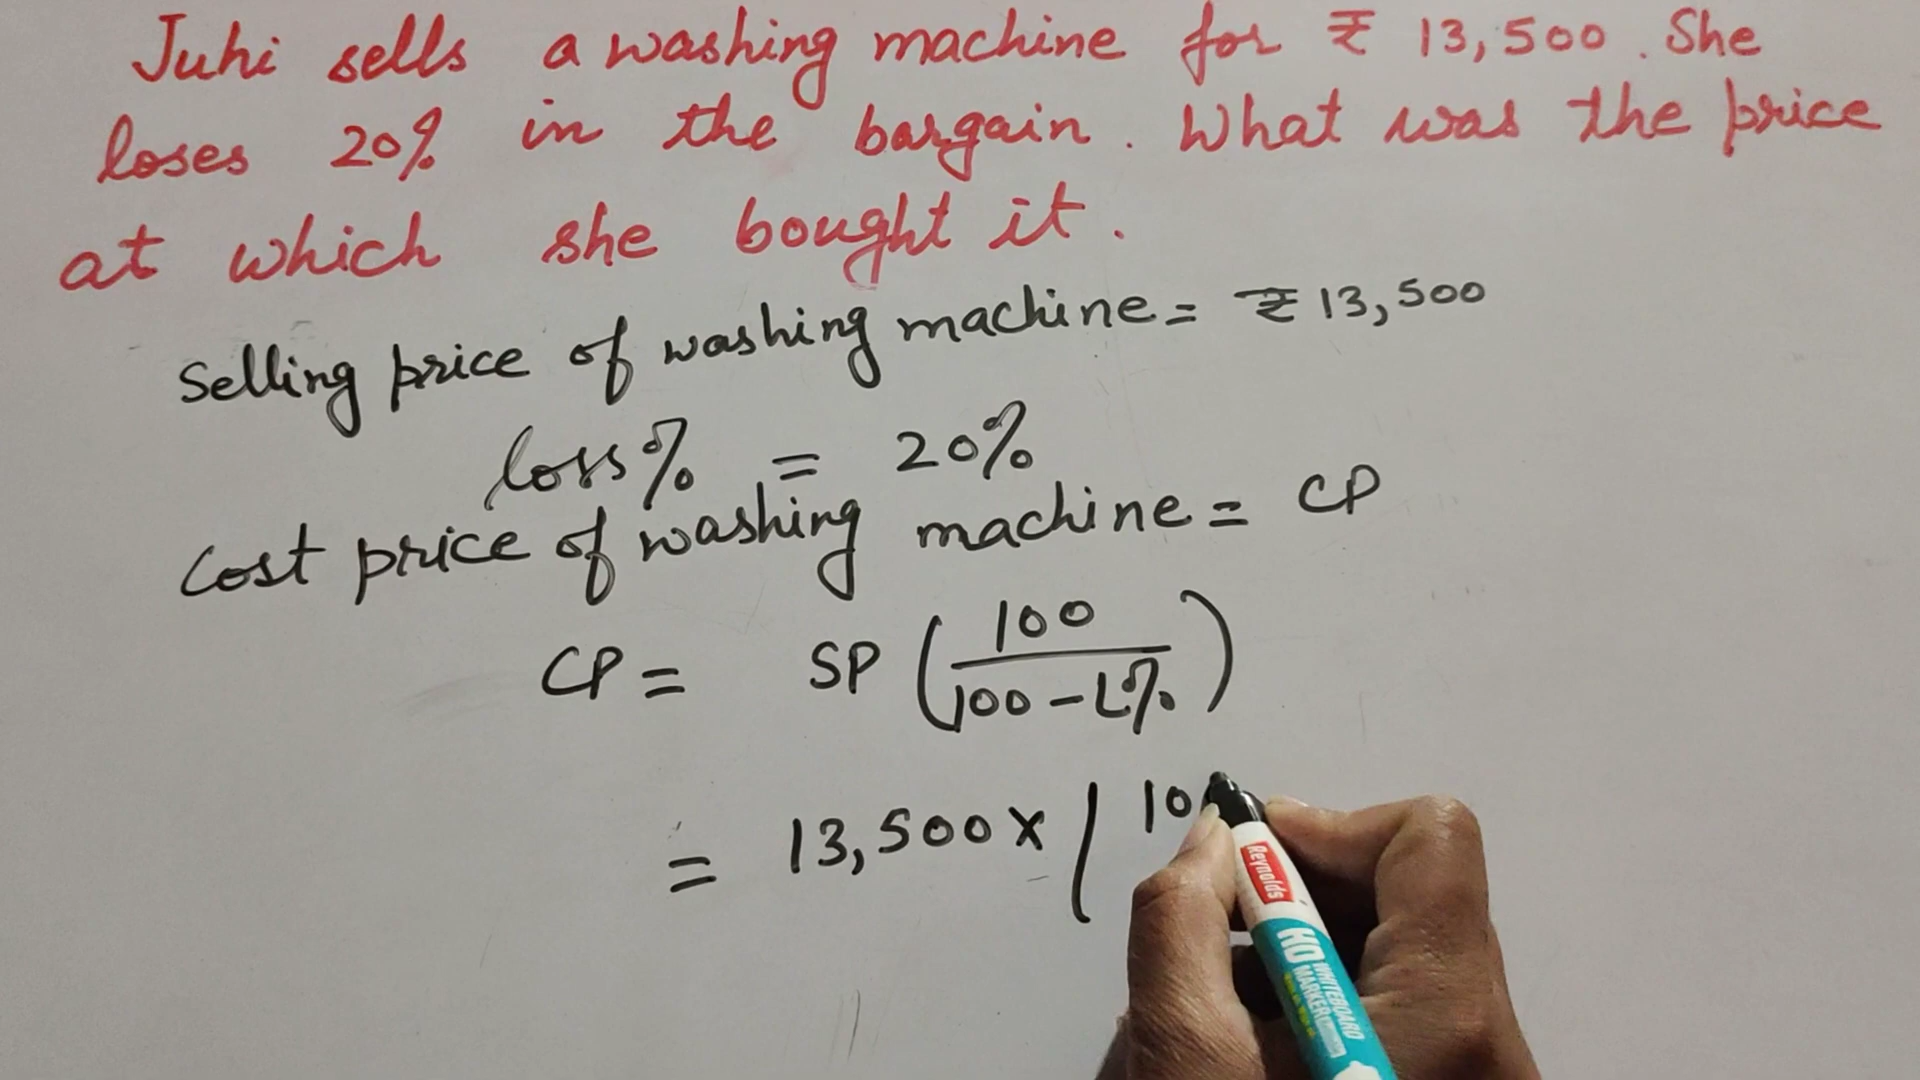 Juhi sells a washing machine for ₹ 13,500. She
loses 20% in the bargain. What was the price
at which she bought it.
Selling price of washing machine = ₹ 13,500
loss% = 20%
Cost price of washing machine = CP
CP = SP (100/100-L%)
= 13,500 x (10
Reynolds
HO WHITEBOARD
MARKER